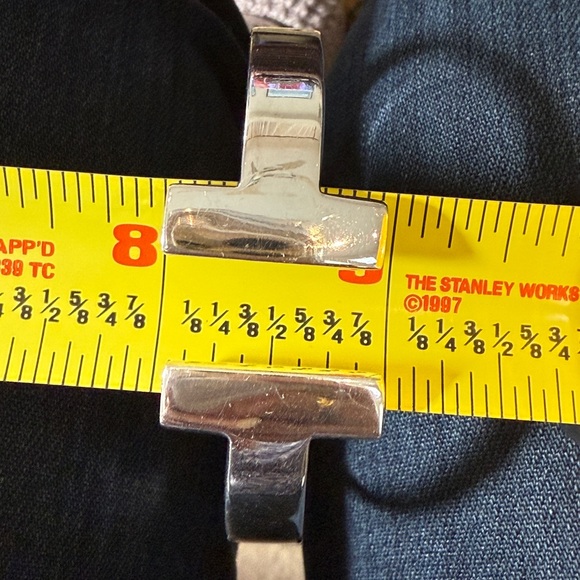 APP'D
39 TC
8
9
THE STANLEY WORKS
©1997
3/8 1/2 5/8 3/4 7/8
1/8 1/4 3/8 1/2 5/8 3/4 7/8
1/8 1/4 3/8 1/2 5/8 3/4